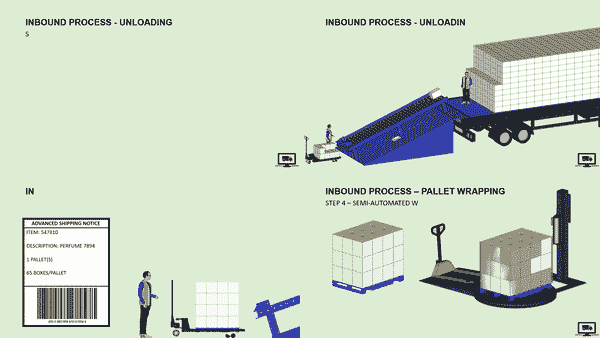 INBOUND PROCESS - UNLOADING
S
INBOUND PROCESS - UNLOADIN
IN
ADVANCED SHIPPING NOTICE
ITEM: 547810
DESCRIPTION: PERFUME 7894
1 PALLET(S)
65 BOXES/PALLET
INBOUND PROCESS – PALLET WRAPPING
STEP 4 – SEMI-AUTOMATED W